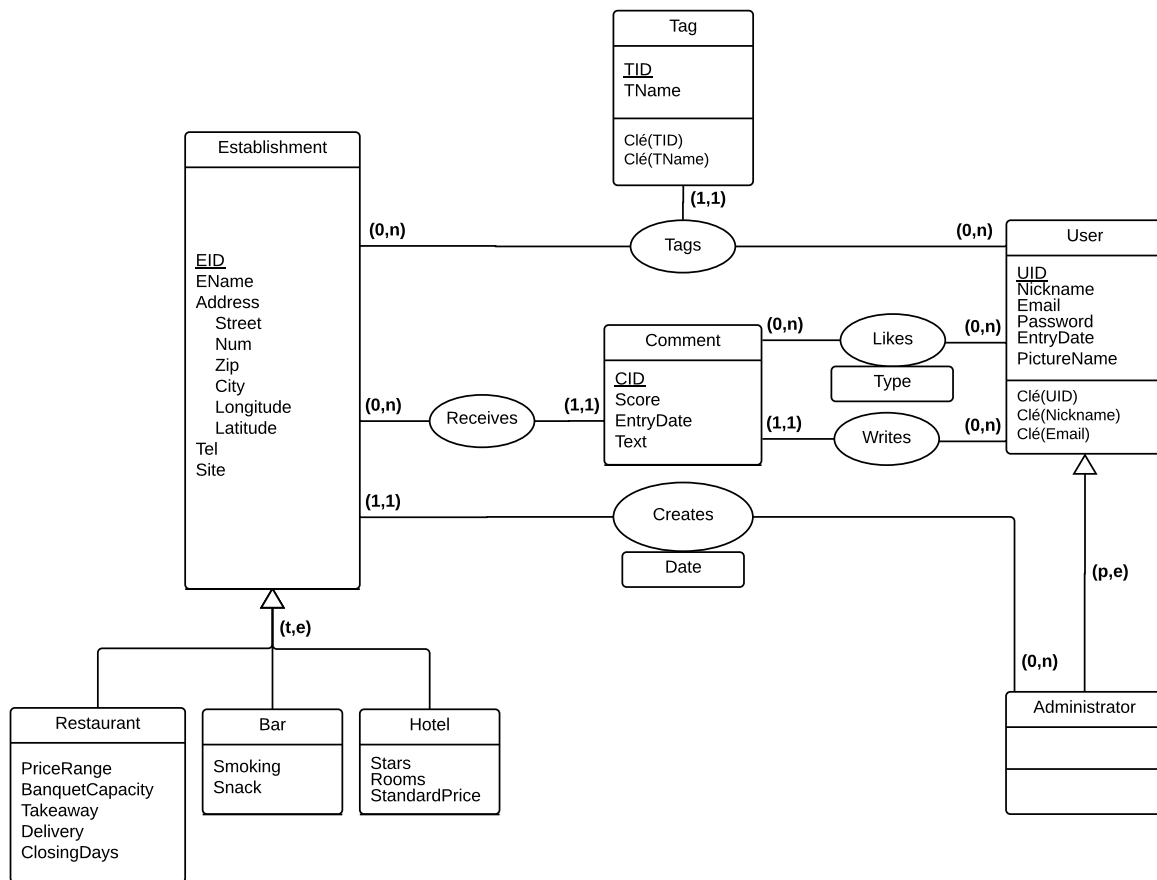 Tag
TID
TName
Clé(TID)
Clé(TName)
(1,1)
Establishment
EID
EName
Address
Street
Num
Zip
City
Longitude
Latitude
Tel
Site
(0,n)
Tags
(0,n)
User
UID
Nickname
Email
Password
EntryDate
PictureName
Clé(UID)
Clé(Nickname)
Clé(Email)
Comment
CID
Score
EntryDate
Text
(0,n)
Likes
(0,n)
Type
(0,n)
Receives
(1,1)
(1,1)
Writes
(0,n)
(1,1)
Creates
Date
(p,e)
(0,n)
(t,e)
Restaurant
PriceRange
BanquetCapacity
Takeaway
Delivery
ClosingDays
Bar
Smoking
Snack
Hotel
Stars
Rooms
StandardPrice
Administrator